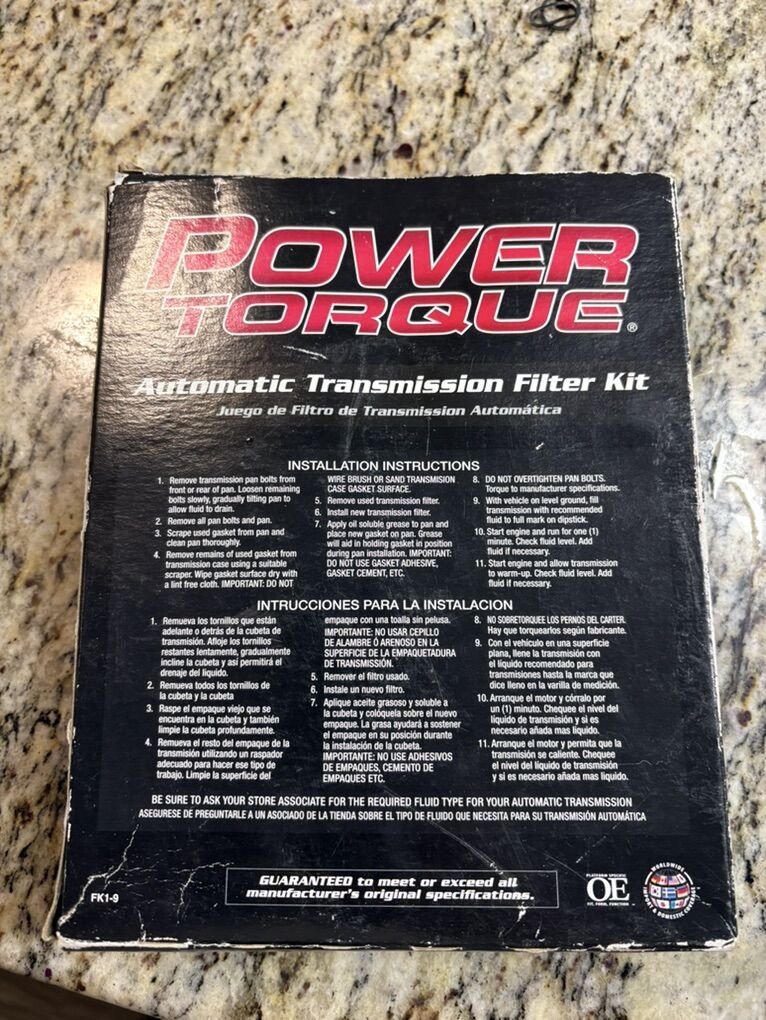 POWER
TORQUE®
Automatic Transmission Filter Kit
Juego de Filtro de Transmission Automática
INSTALLATION INSTRUCTIONS
1. Remove transmission pan bolts from
front or rear of pan. Loosen remaining
bolts slowly, gradually tilting pan to
allow fluid to drain.
2. Remove all pan bolts and pan.
3. Scrape used gasket from pan and
clean pan thoroughly.
4. Remove remains of used gasket from
transmission case using a suitable
scraper. Wipe gasket surface dry with
a lint free cloth. IMPORTANT: DO NOT
WIRE BRUSH OR SAND TRANSMISION
CASE GASKET SURFACE.
5. Remove used transmission filter.
6. Install new transmission filter.
7. Apply oil soluble grease to pan and
place new gasket on pan. Grease
will aid in holding gasket in position
during pan installation. IMPORTANT:
DO NOT USE GASKET ADHESIVE,
GASKET CEMENT, ETC.
8. DO NOT OVERTIGHTEN PAN BOLTS.
Torque to manufacturer specifications.
9. With vehicle on level ground, fill
transmission with recommended
fluid to full mark on dipstick.
10. Start engine and run for one (1)
minute. Check fluid level. Add
fluid if necessary.
11. Start engine and allow transmission
to warm-up. Check fluid level. Add
fluid if necessary.
INTRUCCIONES PARA LA INSTALACION
1. Remueva los tornillos que están
adelante o detrás de la cubeta de
transmisión. Afloje los tornillos
restantes lentamente, gradualmente
incline la cubeta y así permitirá el
drenaje del líquido.
2. Remueva todos los tornillos de
la cubeta y la cubeta
3. Raspe el empaque viejo que se
encuentra en la cubeta y también
limpie la cubeta profundamente.
4. Remueva el resto del empaque de la
transmisión utilizando un raspador
adecuado para hacer ese tipo de
trabajo. Limpie la superficie del
empaque con una toalla sin pelusa.
IMPORTANTE: NO USAR CEPILLO
DE ALAMBRE Ó ARENOSO EN LA
SUPERFICIE DE LA EMPAQUETADURA
DE TRANSMISSIÓN.
5. Remover el filtro usado.
6. Instale un nuevo filtro.
7. Aplique aceite grasoso y soluble a
la cubeta y colóquela sobre el nuevo
empaque. La grasa ayudará a sostener
el empaque en su posición durante
la instalación de la cubeta.
IMPORTANTE: NO USE ADHESIVOS
DE EMPAQUES, CEMENTO DE
EMPAQUES ETC.
8. NO SOBRETORQUEE LOS PERNOS DEL CARTER.
Hay que torquearlos según fabricante.
9. Con el vehículo en una superficie
plana, llene la transmisión con
el líquido recomendado para
transmisiones hasta la marca que
dice lleno en la varilla de medición.
10. Arranque el motor y córralo por
un (1) minuto. Chequee el nivel del
líquido de transmisión y si es
necesario añada mas líquido.
11. Arranque el motor y permita que la
transmisión se caliente. Chequee
el nivel del líquido de transmisión
y si es necesario añada mas líquido.
BE SURE TO ASK YOUR STORE ASSOCIATE FOR THE REQUIRED FLUID TYPE FOR YOUR AUTOMATIC TRANSMISSION
ASEGURESE DE PREGUNTARLE A UN ASOCIADO DE LA TIENDA SOBRE EL TIPO DE FLUIDO QUE NECESITA PARA SU TRANSMISIÓN AUTOMÁTICA
FK1-9
GUARANTEED to meet or exceed all
manufacturer's original specifications.
PLATFORM SPECIFIC
OE
FIT, FORM, FUNCTION
WORLDWIDE
IMPORT & DOMESTIC COVERAGE